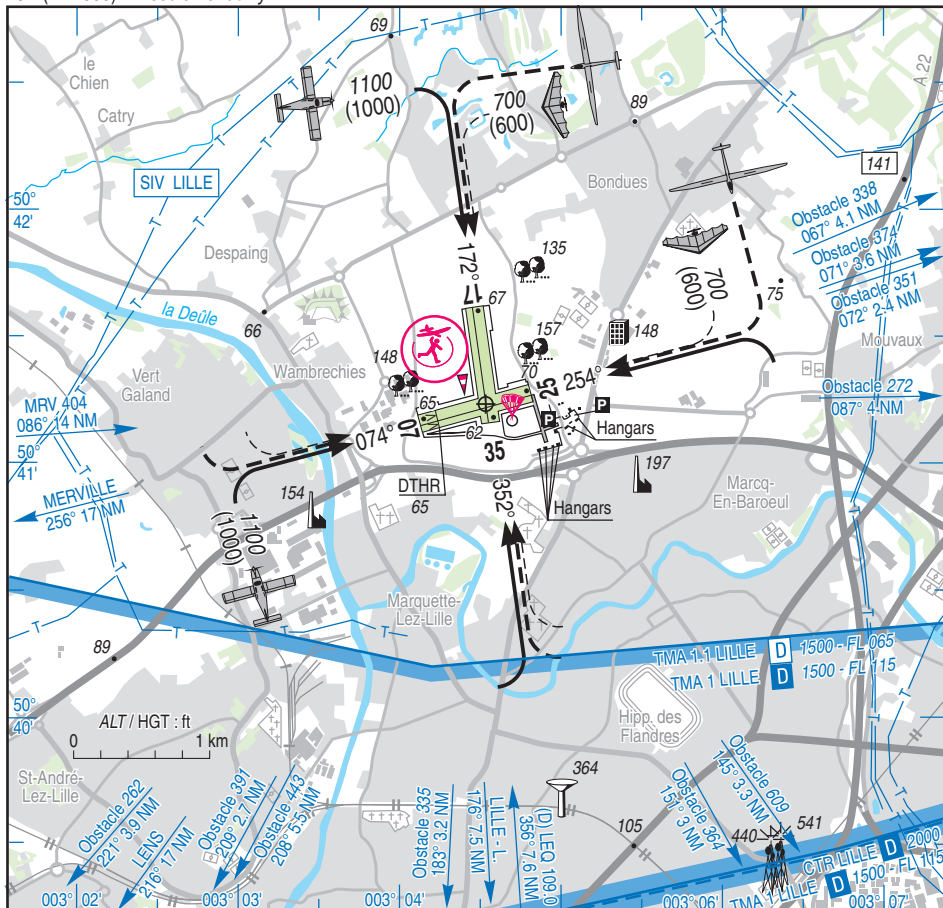 69
le
Chien
Catry
1100
(1000)
700
(600)
89
A 22
141
SIV LILLE
Bondues
50°
42'
Obstacle 338
067° 4.1 NM
Obstacle 374
071° 3.6 NM
Obstacle 351
072° 2.4 NM
Despaing
172°
17
135
67
700
(600)
75
la Deûle
66
157
148
Mouvaux
148
Wambrechies
70
Vert
Galand
25
254°
Obstacle 272
087° 4 NM
MRV 404
086° 14 NM
65
P
P
07
62
074°
Hangars
35
50°
41'
DTHR
65
197
154
MERVILLE
256° 17 NM
352°
Hangars
Marcq-
En-Baroeul
1100
(1000)
Marquette-
Lez-Lille
89
TMA 1.1 LILLE D 1500 - FL 065
TMA 1 LILLE D 1500 - FL 115
50°
40'
ALT / HGT : ft
0 1 km
Hipp. des
Flandres
St-André-
Lez-Lille
364
Obstacle 262
221° 3.9 NM
LENS
216° 17 NM
Obstacle 391
209° 2.7 NM
Obstacle 443
208° 5.5 NM
Obstacle 335
183° 3.2 NM
LILLE - L.
176° 7.5 NM
(D) LEQ 109.0
356° 7.6 NM
105
Obstacle 364
151° 3 NM
Obstacle 609
145° 3.3 NM
440
541
CTR LILLE D 2000
TMA 1 LILLE D 1500 - FL 115
003° 02'
003° 03'
003° 04'
003° 06'
003° 07'